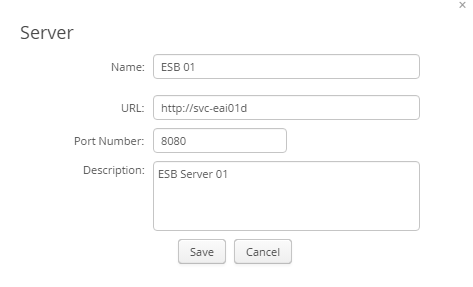 ×
Server
Name: ESB 01
URL: http://svc-eai01d
Port Number: 8080
Description: ESB Server 01
Save Cancel